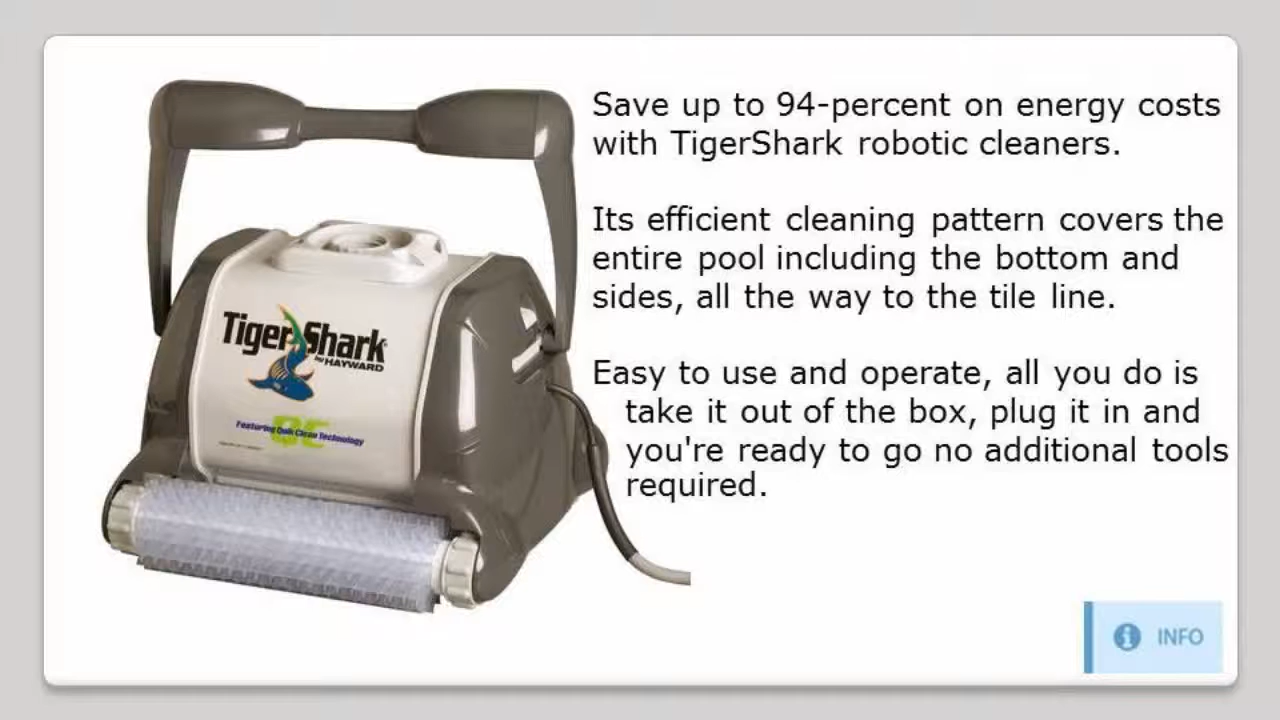 Save up to 94-percent on energy costs
with TigerShark robotic cleaners.
Its efficient cleaning pattern covers the
entire pool including the bottom and
sides, all the way to the tile line.
Easy to use and operate, all you do is
take it out of the box, plug it in and
you're ready to go no additional tools
required.
TigerShark
by HAYWARD
QC
Featuring Quik Clean Technology
INFO